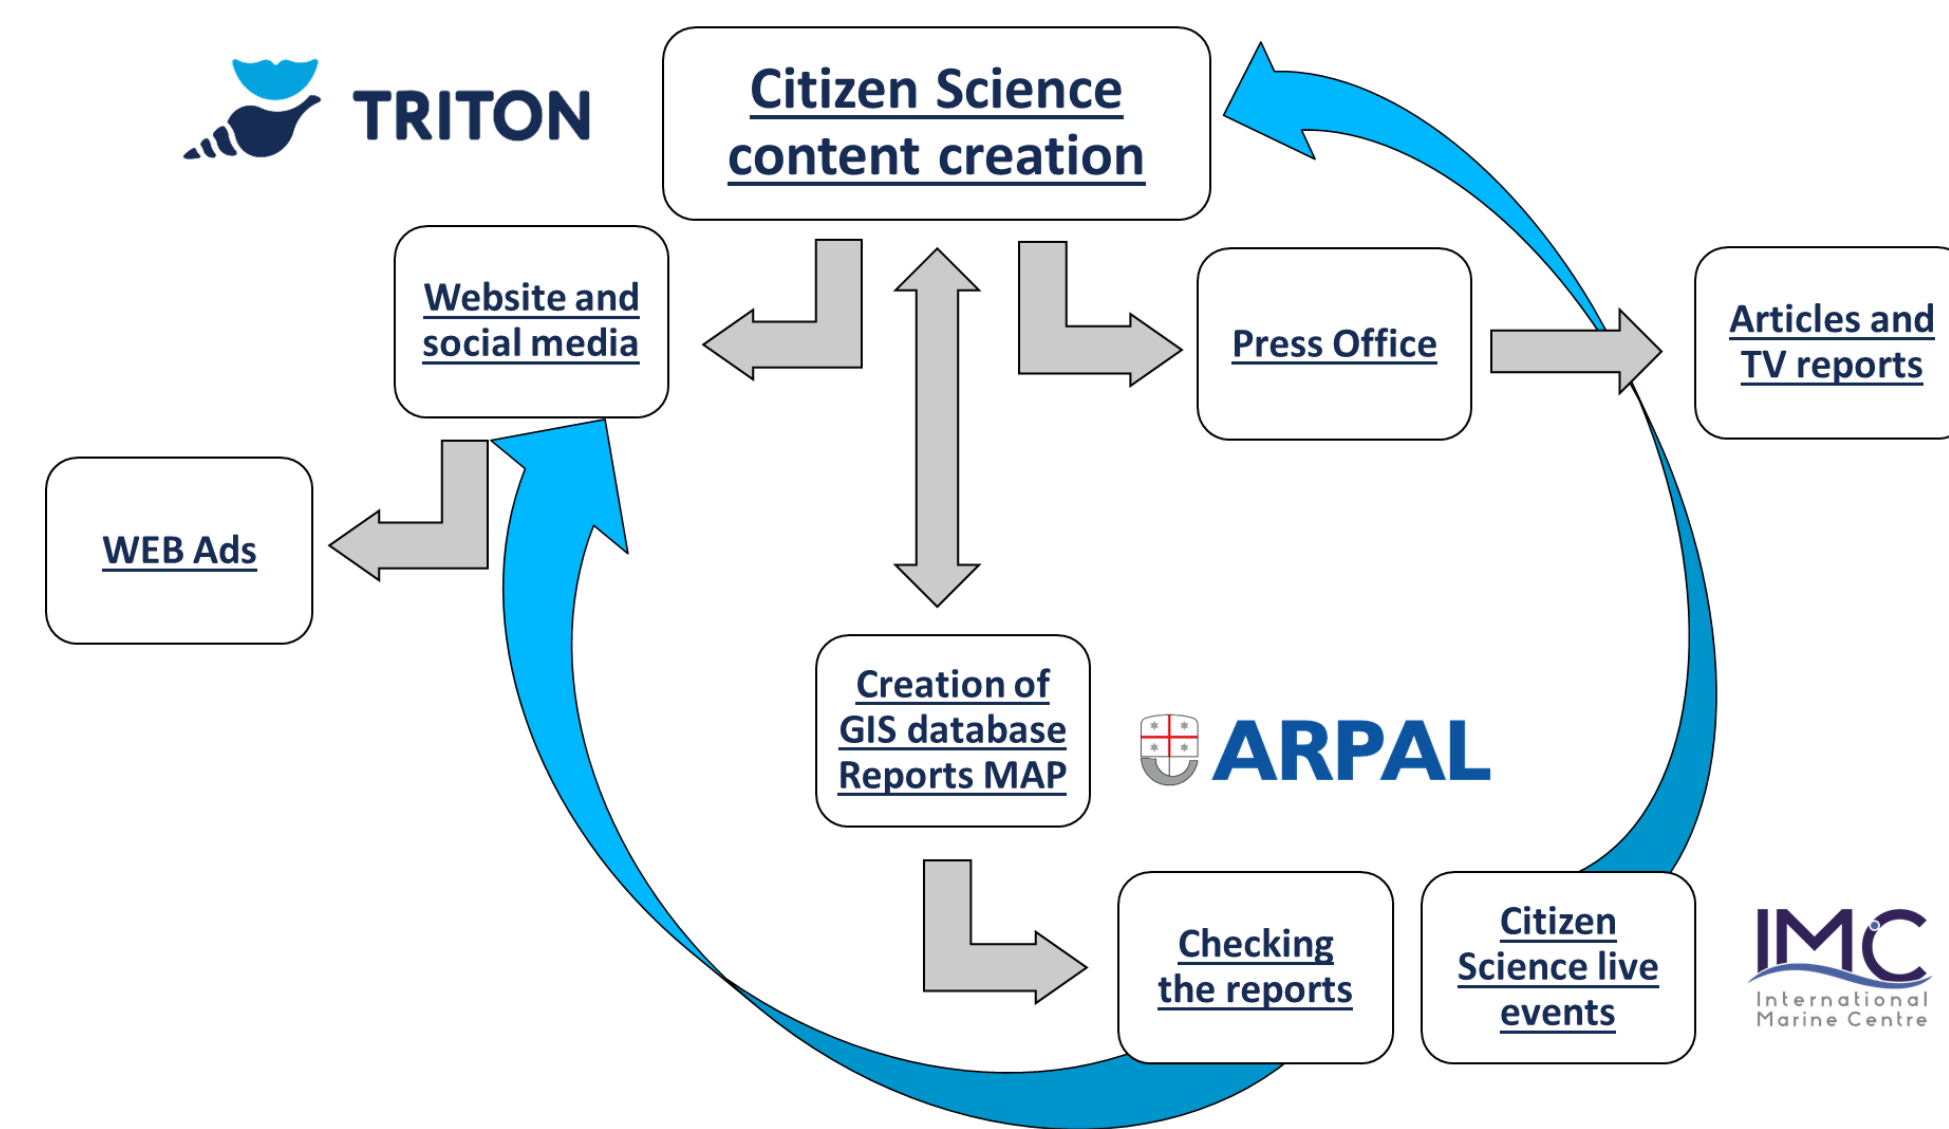 TRITON
Citizen Science
content creation
Website and
social media
Press Office
Articles and
TV reports
WEB Ads
Creation of
GIS database
Reports MAP
ARPAL
Checking
the reports
Citizen
Science live
events
IMC
International
Marine Centre